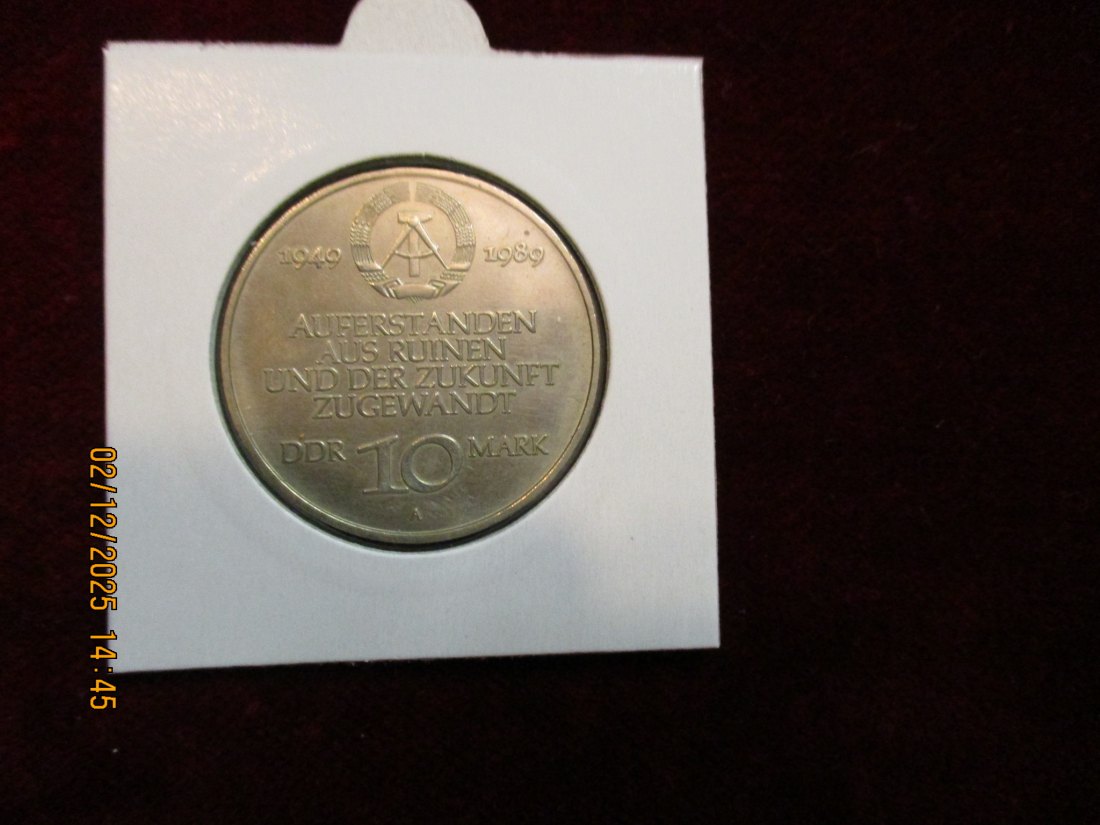 1949 1989
AUFERSTANDEN
AUS RUINEN
UND DER ZUKUNFT
ZUGEWANDT
DDR 10 MARK
A
02/12/2025 14:45